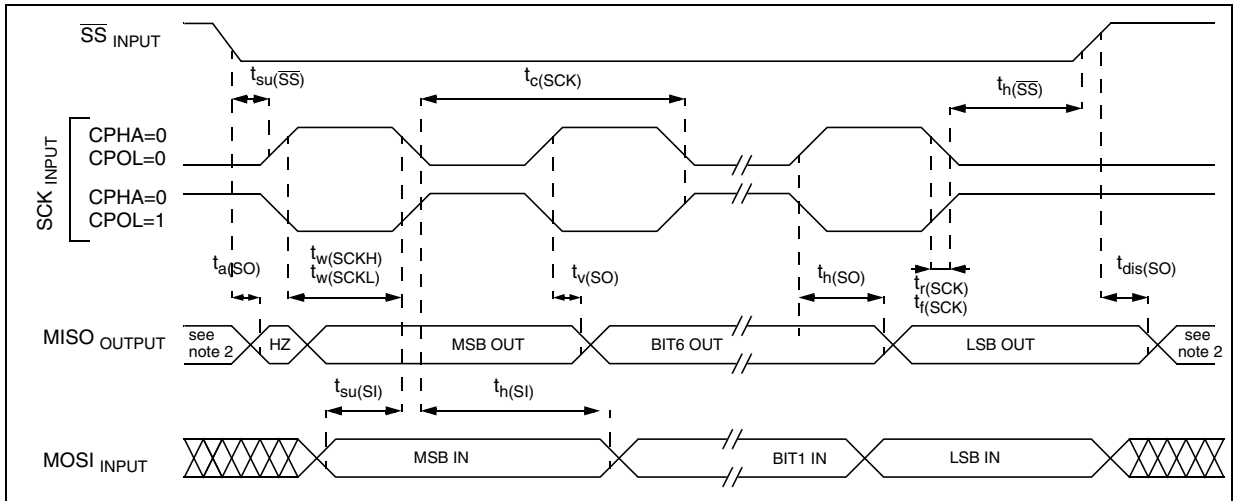 SS INPUT
tsu(SS)
tc(SCK)
th(SS)
SCK INPUT
CPHA=0
CPOL=0
CPHA=0
CPOL=1
ta(SO)
tw(SCKH)
tw(SCKL)
tv(SO)
th(SO)
tr(SCK)
tf(SCK)
tdis(SO)
MISO OUTPUT
see
note 2
HZ
MSB OUT
BIT6 OUT
LSB OUT
see
note 2
tsu(SI)
th(SI)
MOSI INPUT
MSB IN
BIT1 IN
LSB IN